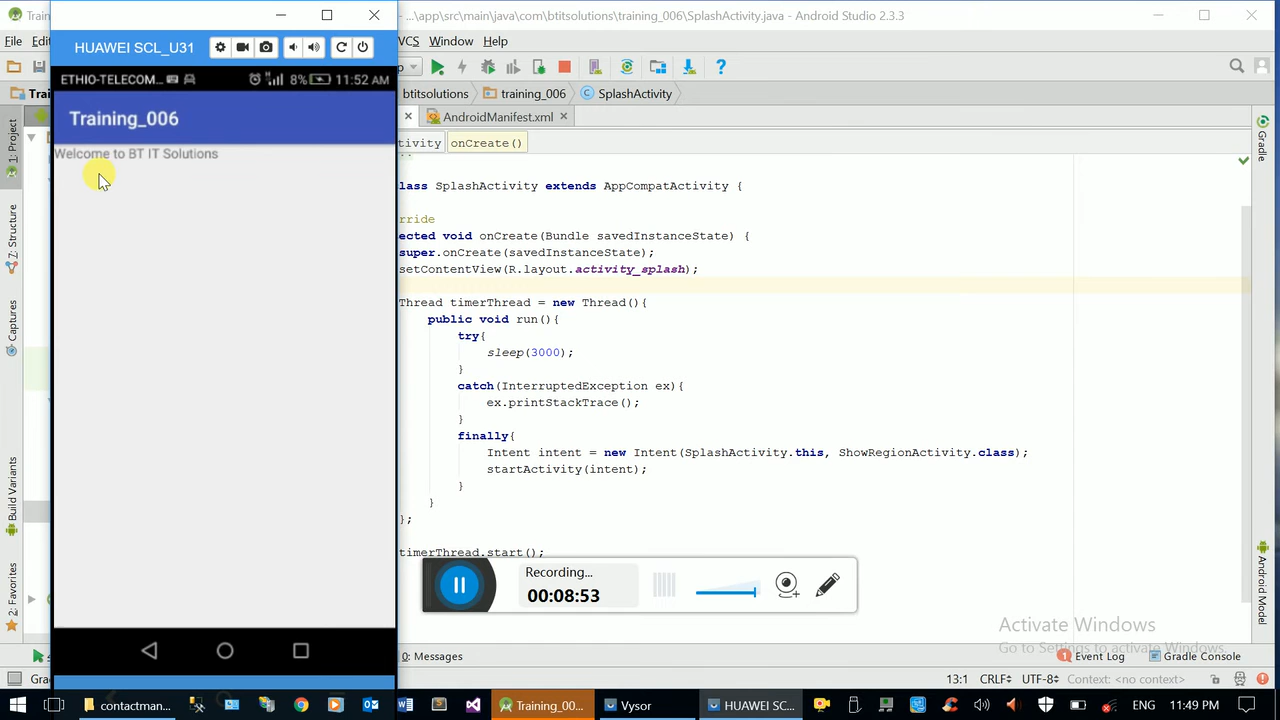 Training
- ...\app\src\main\java\com\btitsolutions\training_006\SplashActivity.java - Android Studio 2.3.3
File
Edi
VCS
Window
Help
HUAWEI SCL_U31
ETHIO-TELECOM...
8%
11:52 AM
Trai
btitsolutions
training_006
SplashActivity
Training_006
AndroidManifest.xml
tivity
onCreate()
Welcome to BT IT Solutions
lass SplashActivity extends AppCompatActivity {
rride
ected void onCreate(Bundle savedInstanceState) {
super.onCreate(savedInstanceState);
setContentView(R.layout.activity_splash);
Thread timerThread = new Thread(){
public void run(){
try{
sleep(3000);
}
catch(InterruptedException ex){
ex.printStackTrace();
}
finally{
Intent intent = new Intent(SplashActivity.this, ShowRegionActivity.class);
startActivity(intent);
}
}
};
timerThread.start();
1: Project
7: Structure
Captures
Build Variants
2: Favorites
Gradle
Android Model
Recording...
00:08:53
Activate Windows
Go to Settings to activate Windows.
0: Messages
1 Event Log
Gradle Console
Grad
13:1
CRLF
UTF-8
Context: <no context>
contactman...
Training_00...
Vysor
HUAWEI SCL...
11:49 PM